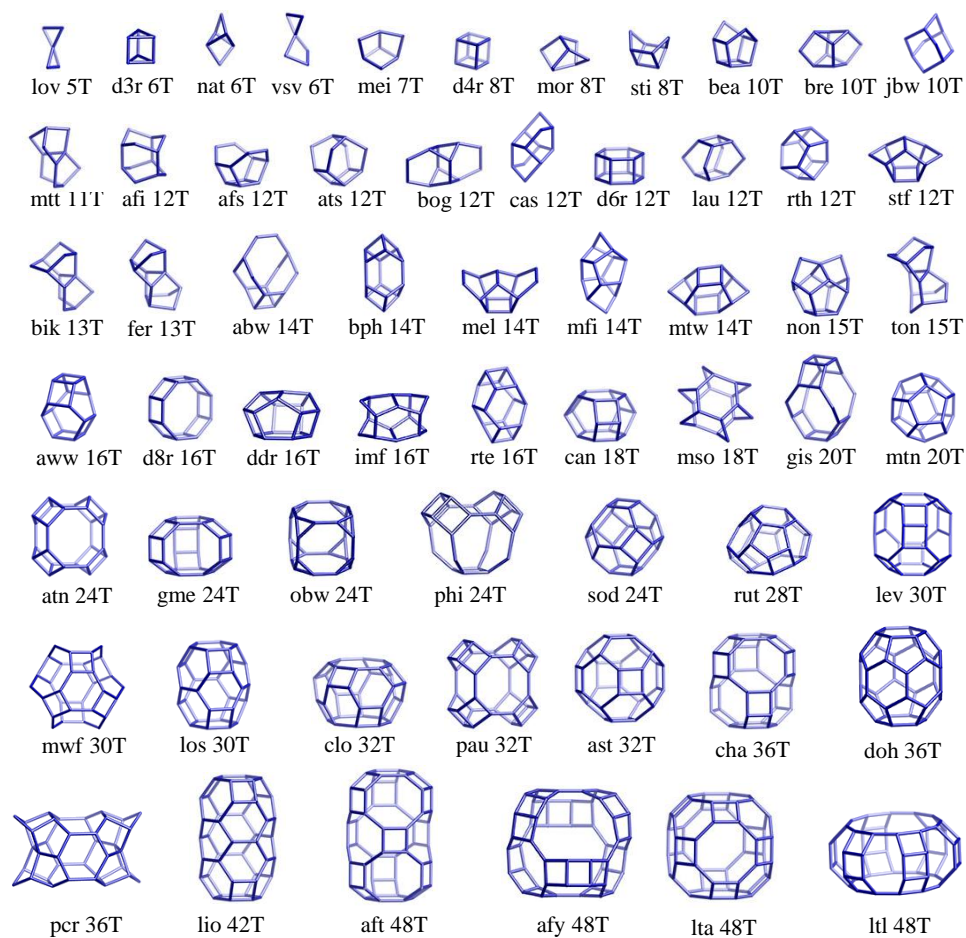 lov 5T d3r 6T nat 6T vsv 6T mei 7T d4r 8T mor 8T sti 8T bea 10T bre 10T jbw 10T
mtt 11T afi 12T afs 12T ats 12T bog 12T cas 12T d6r 12T lau 12T rth 12T stf 12T
bik 13T fer 13T abw 14T bph 14T mel 14T mfi 14T mtw 14T non 15T ton 15T
aww 16T d8r 16T ddr 16T imf 16T rte 16T can 18T mso 18T gis 20T mtn 20T
atn 24T gme 24T obw 24T phi 24T sod 24T rut 28T lev 30T
mwf 30T los 30T clo 32T pau 32T ast 32T cha 36T doh 36T
pcr 36T lio 42T aft 48T afy 48T lta 48T ltl 48T